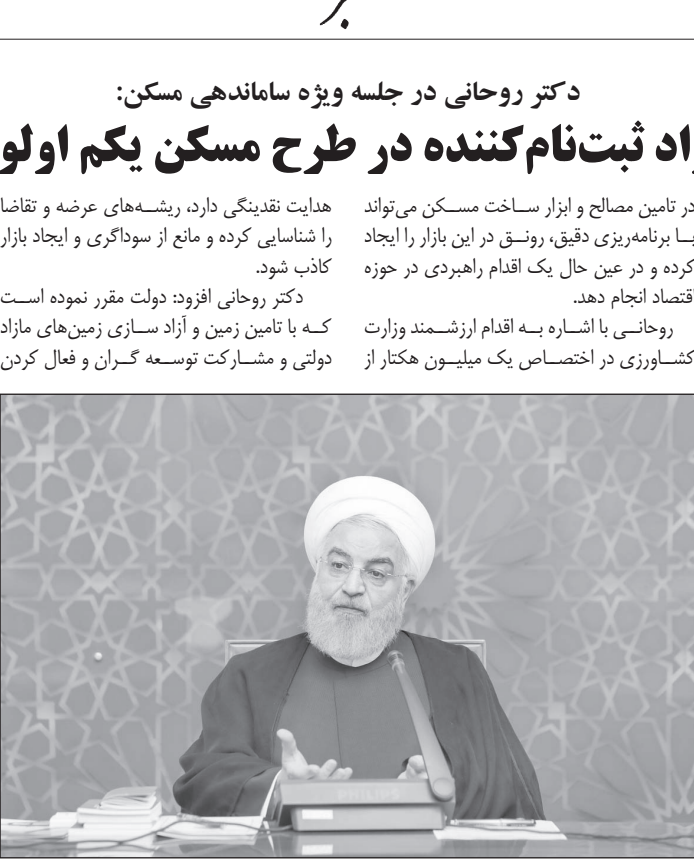 دکتر روحانی در جلسه ویژه ساماندهی مسکن:
ثبت‌نام‌کننده در طرح مسکن یکم
در تامین مصالح و ابزار ساخت مسکن می‌تواند
با برنامه‌ریزی دقیق، رونق در این بازار را ایجاد
کرده و در عین حال یک اقدام راهبردی در حوزه
اقتصاد انجام دهد.
روحانی با اشاره به اقدام ارزشمند وزارت
کشاورزی در اختصاص یک میلیون هکتار از
هدایت نقدینگی دارد، ریشه‌های عرضه و تقاضا
را شناسایی کرده و مانع از سوداگری و ایجاد بازار
کاذب شود.
دکتر روحانی افزود: دولت مقرر نموده است
که با تامین زمین و آزاد سازی زمین‌های مازاد
دولتی و مشارکت توسعه گران و فعال کردن
PHILIPS